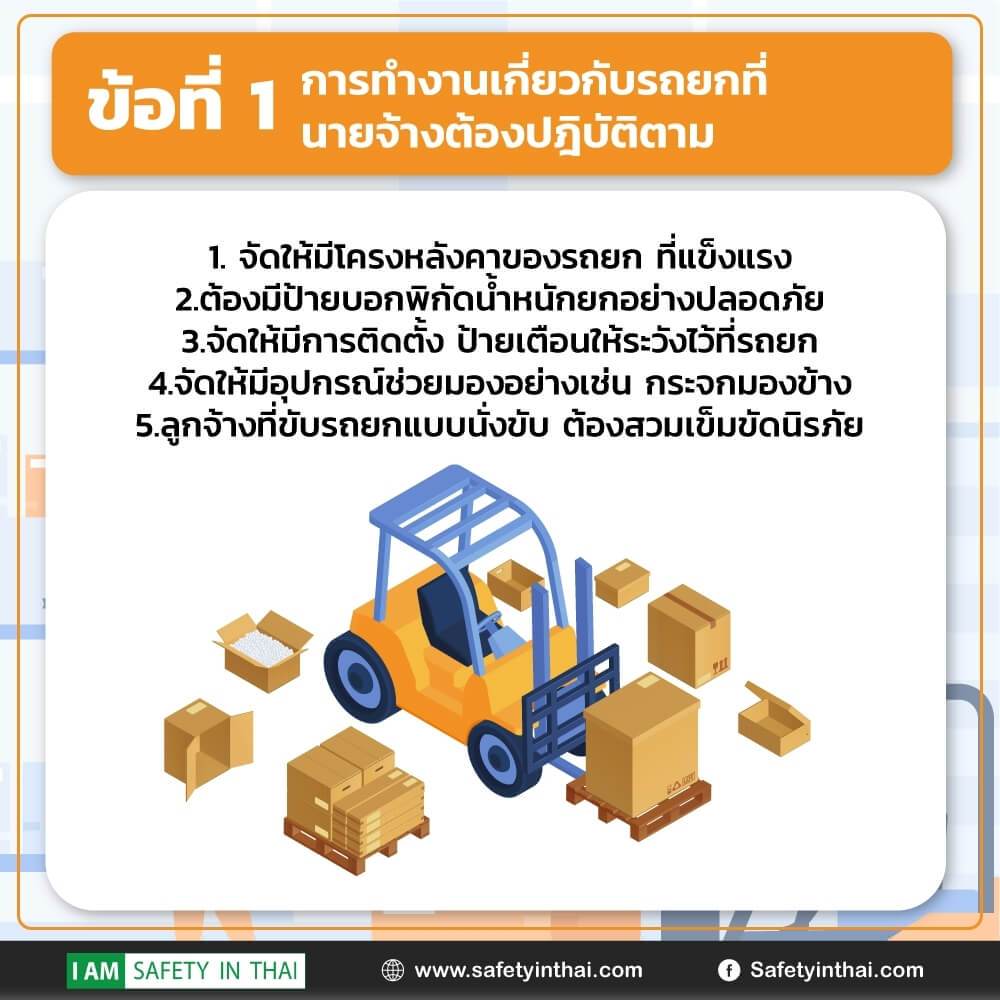 ข้อที่ 1
การทำงานเกี่ยวกับรถยกที่
นายจ้างต้องปฎิบัติตาม
1. จัดให้มีโครงหลังคาของรถยก ที่แข็งแรง
2.ต้องมีป้ายบอกพิกัดน้ำหนักยกอย่างปลอดภัย
3.จัดให้มีการติดตั้ง ป้ายเตือนให้ระวังไว้ที่รถยก
4.จัดให้มีอุปกรณ์ช่วยมองอย่างเช่น กระจกมองข้าง
5.ลูกจ้างที่ขับรถยกแบบนั่งขับ ต้องสวมเข็มขัดนิรภัย
I AM SAFETY IN THAI
www.safetyinthai.com
Safetyinthai.com